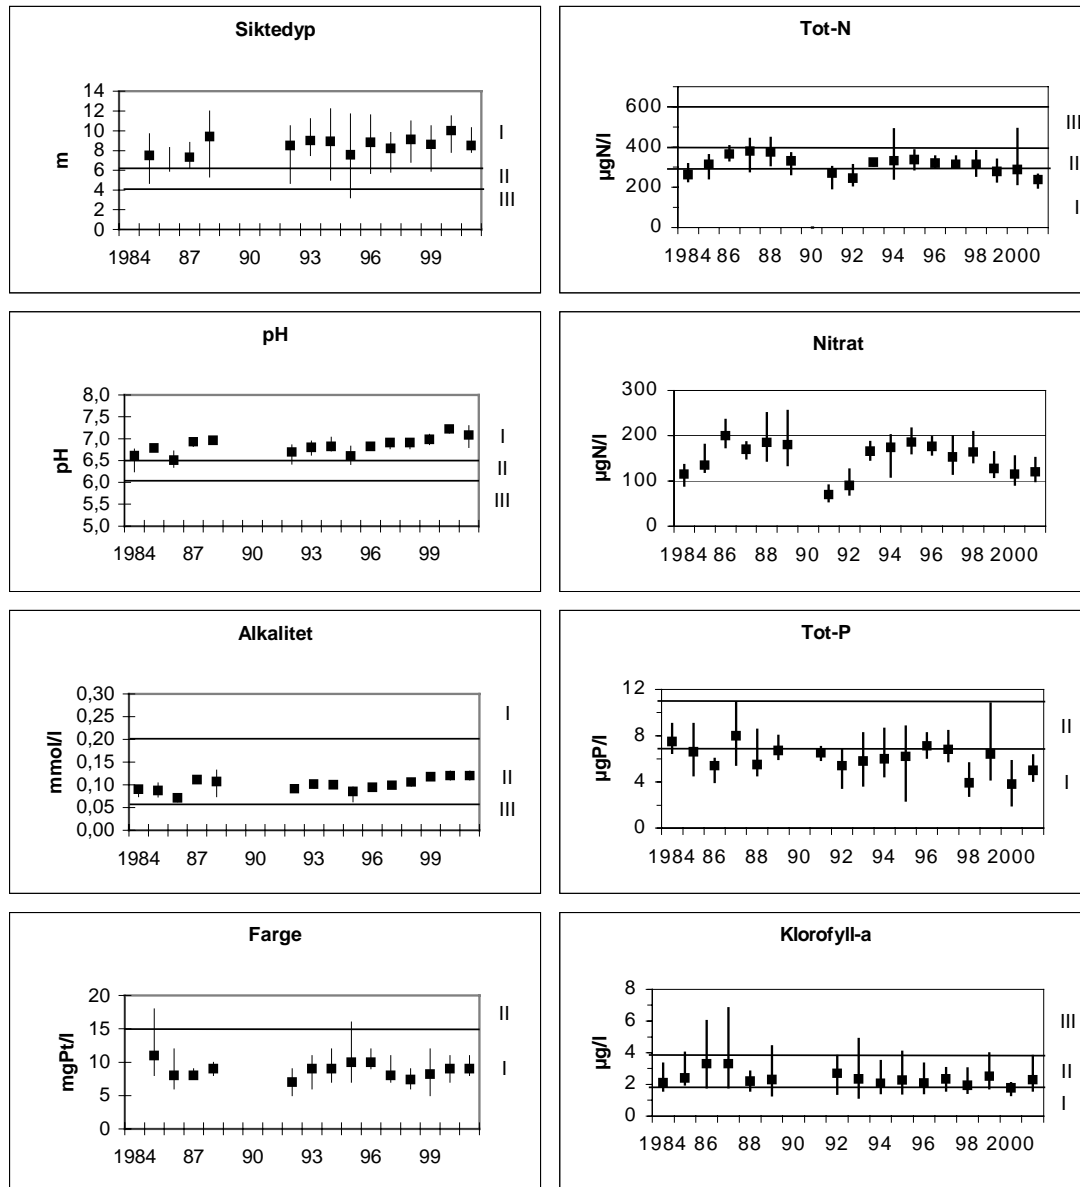 Siktedyp
m
14
12
10
8
6
4
2
0
1984 87 90 93 96 99
I
II
III
Tot-N
µgN/l
600
400
200
0
1984 86 88 90 92 94 96 98 2000
III
II
I
pH
pH
8,0
7,5
7,0
6,5
6,0
5,5
5,0
1984 87 90 93 96 99
I
II
III
Nitrat
µgN/l
300
200
100
0
1984 86 88 90 92 94 96 98 2000
Alkalitet
mmol/l
0,30
0,25
0,20
0,15
0,10
0,05
0,00
1984 87 90 93 96 99
I
II
III
Tot-P
µgP/l
12
8
4
0
1984 86 88 90 92 94 96 98 2000
II
I
Farge
mgPt/l
20
15
10
5
0
1984 87 90 93 96 99
II
I
Klorofyll-a
µg/l
8
6
4
2
0
1984 86 88 90 92 94 96 98 2000
III
II
I